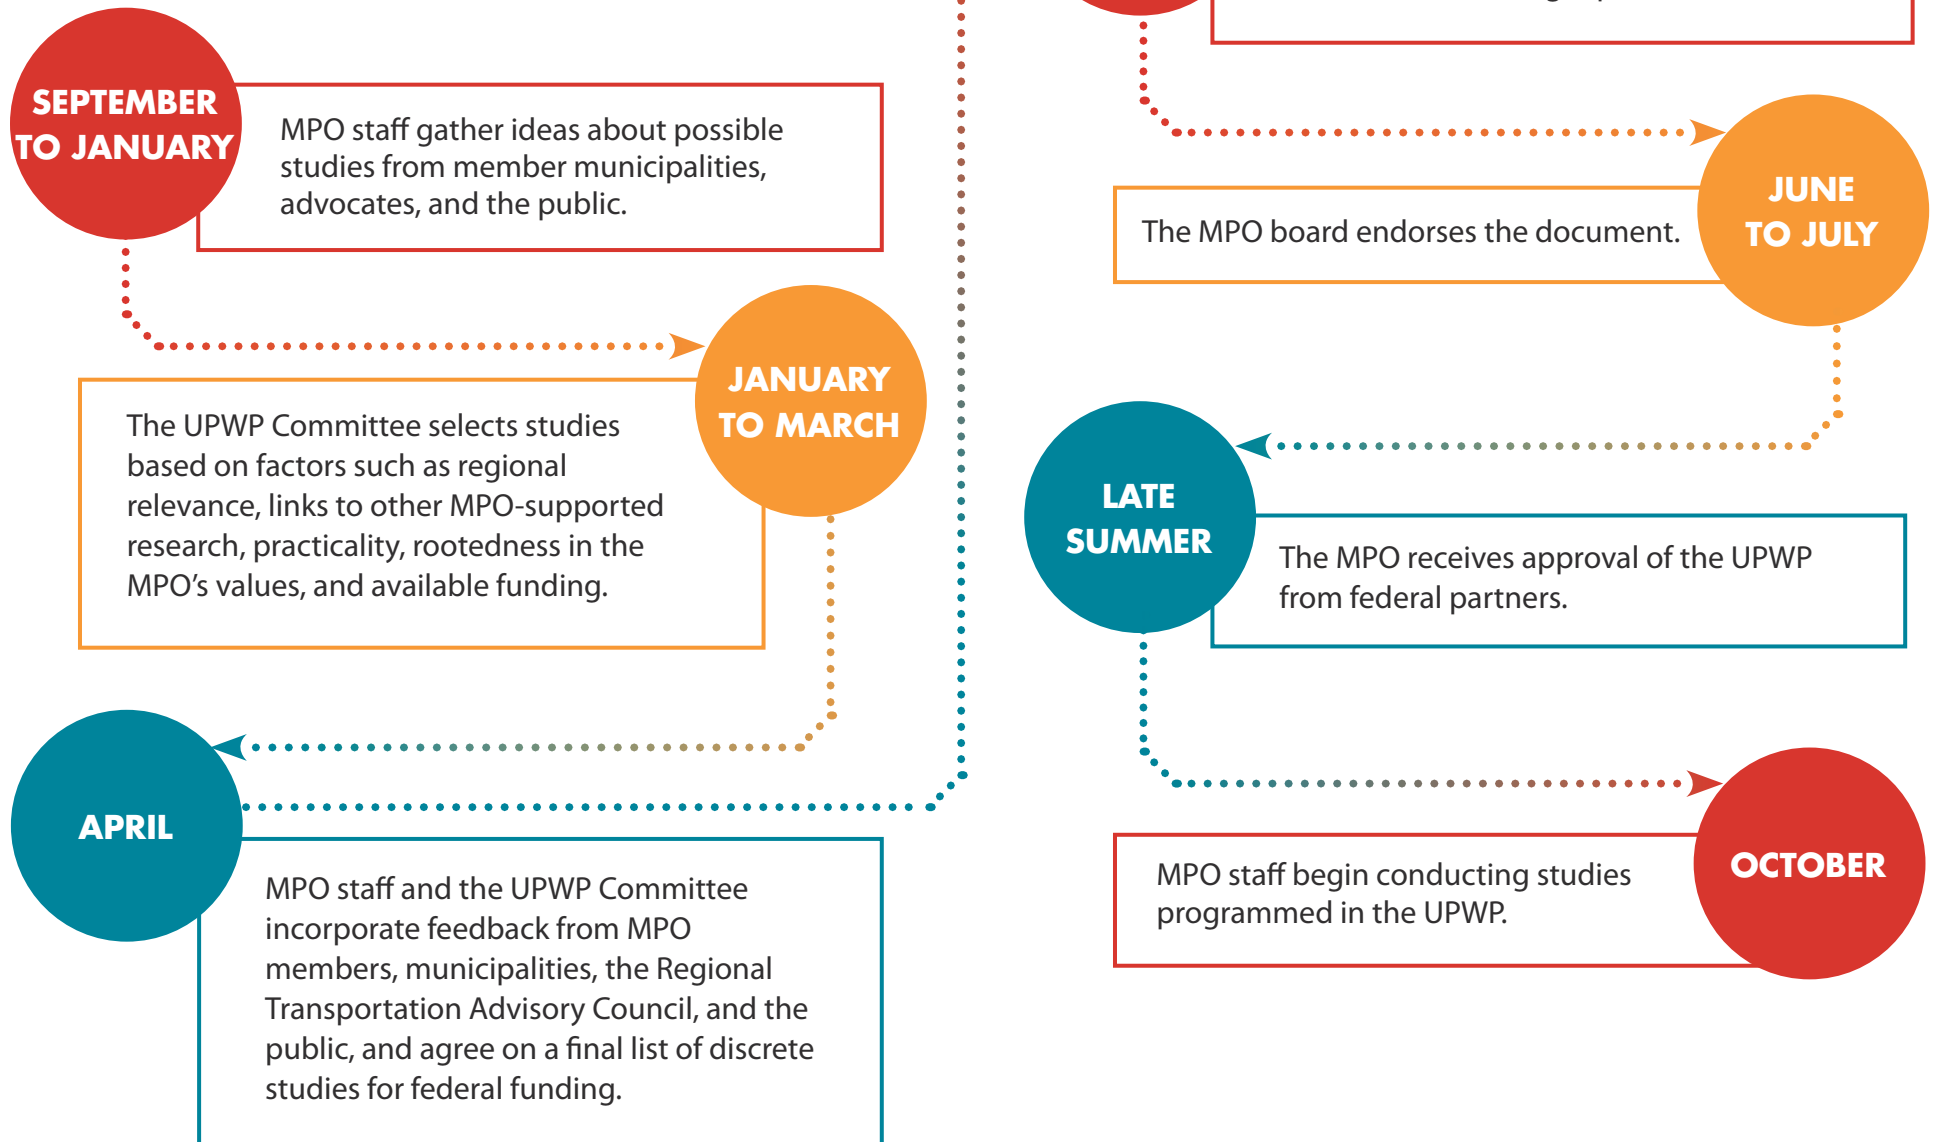 SEPTEMBER
TO JANUARY
MPO staff gather ideas about possible
studies from member municipalities,
advocates, and the public.
JANUARY
TO MARCH
The UPWP Committee selects studies
based on factors such as regional
relevance, links to other MPO-supported
research, practicality, rootedness in the
MPO’s values, and available funding.
APRIL
MPO staff and the UPWP Committee
incorporate feedback from MPO
members, municipalities, the Regional
Transportation Advisory Council, and the
public, and agree on a final list of discrete
studies for federal funding.
JUNE
TO JULY
The MPO board endorses the document.
LATE
SUMMER
The MPO receives approval of the UPWP
from federal partners.
OCTOBER
MPO staff begin conducting studies
programmed in the UPWP.